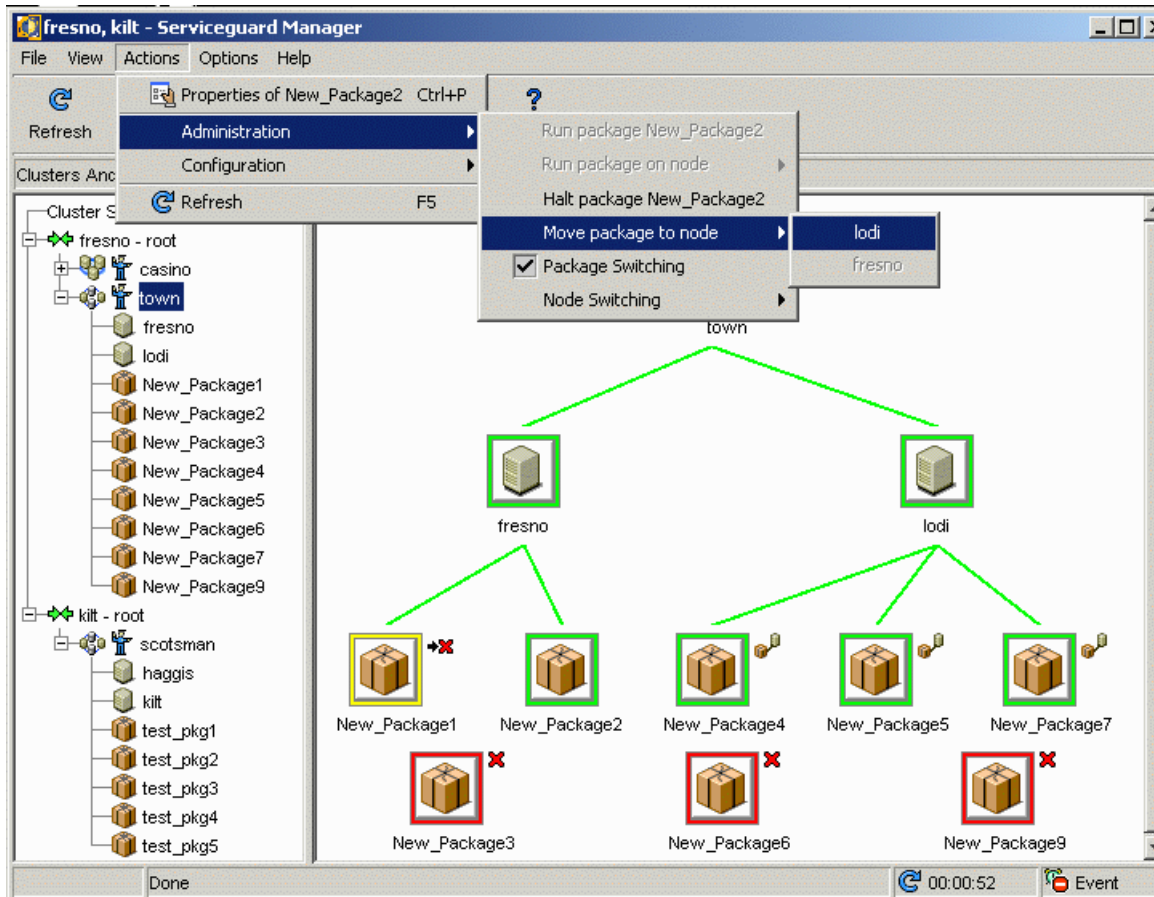 fresno, kilt - Serviceguard Manager
File View Actions Options Help
Refresh
Properties of New_Package2 Ctrl+P
Administration
Configuration
Refresh F5
?
Run package New_Package2
Run package on node
Halt package New_Package2
Move package to node
Package Switching
Node Switching
lodi
fresno
Clusters Anc
Cluster S
fresno - root
casino
town
fresno
lodi
New_Package1
New_Package2
New_Package3
New_Package4
New_Package5
New_Package6
New_Package7
New_Package9
kilt - root
scotsman
haggis
kilt
test_pkg1
test_pkg2
test_pkg3
test_pkg4
test_pkg5
town
fresno lodi
New_Package1 New_Package2 New_Package4 New_Package5 New_Package7
New_Package3 New_Package6 New_Package9
Done 00:00:52 Event